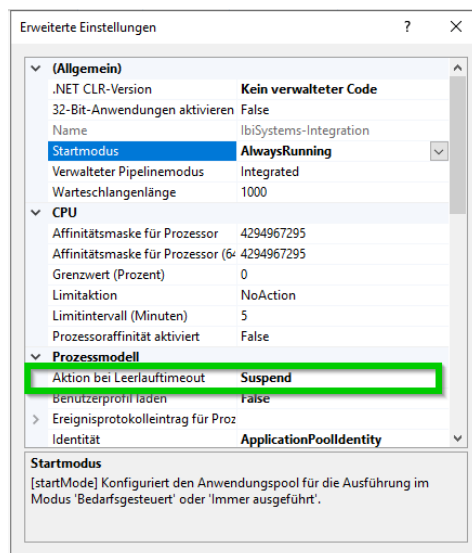 Erweiterte Einstellungen ? ×
(Allgemein)
.NET CLR-Version Kein verwalteter Code
32-Bit-Anwendungen aktivieren False
Name IbiSystems-Integration
Startmodus AlwaysRunning
Verwalteter Pipelinemodus Integrated
Warteschlangenlänge 1000
CPU
Affinitätsmaske für Prozessor 4294967295
Affinitätsmaske für Prozessor (64 4294967295
Grenzwert (Prozent) 0
Limitaktion NoAction
Limitintervall (Minuten) 5
Prozessoraffinität aktiviert False
Prozessmodell
Aktion bei Leerlauftimeout Suspend
Benutzerprofil laden False
Ereignisprotokolleintrag für Proz
Identität ApplicationPoolIdentity
Startmodus
[startMode] Konfiguriert den Anwendungspool für die Ausführung im
Modus 'Bedarfsgesteuert' oder 'Immer ausgeführt'.